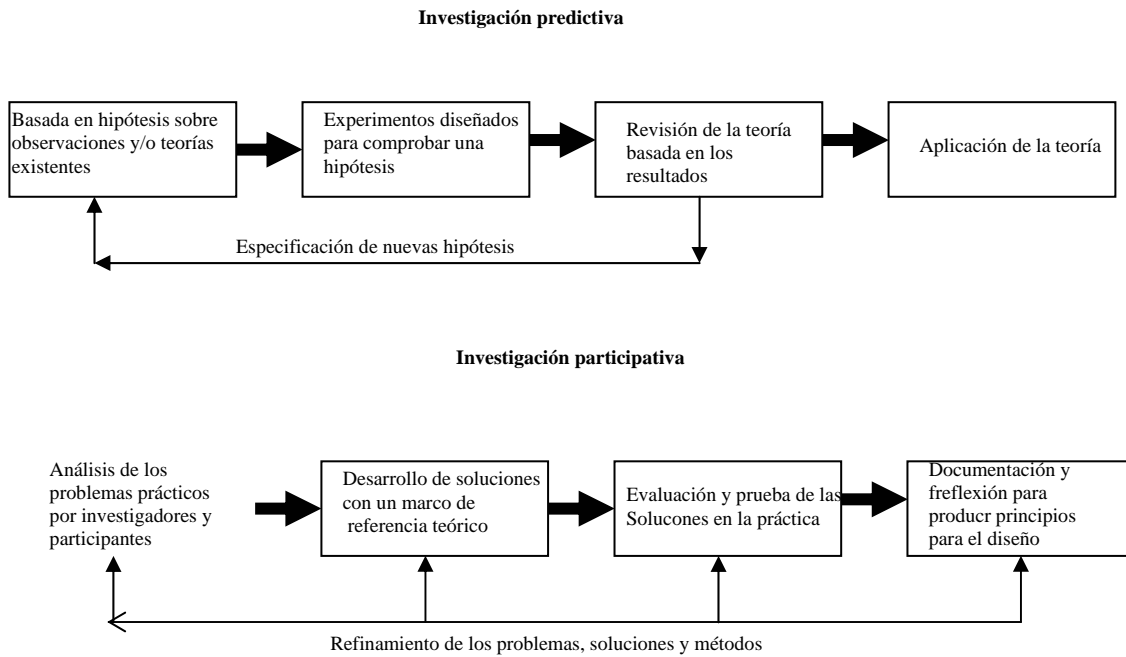 Investigación predictiva
Basada en hipótesis sobre
observaciones y/o teorías
existentes
Experimentos diseñados
para comprobar una
hipótesis
Revisión de la teoría
basada en los
resultados
Aplicación de la teoría
Especificación de nuevas hipótesis
Investigación participativa
Análisis de los
problemas prácticos
por investigadores y
participantes
Desarrollo de soluciones
con un marco de
referencia teórico
Evaluación y prueba de las
Solucones en la práctica
Documentación y
freflexión para
producr principios
para el diseño
Refinamiento de los problemas, soluciones y métodos